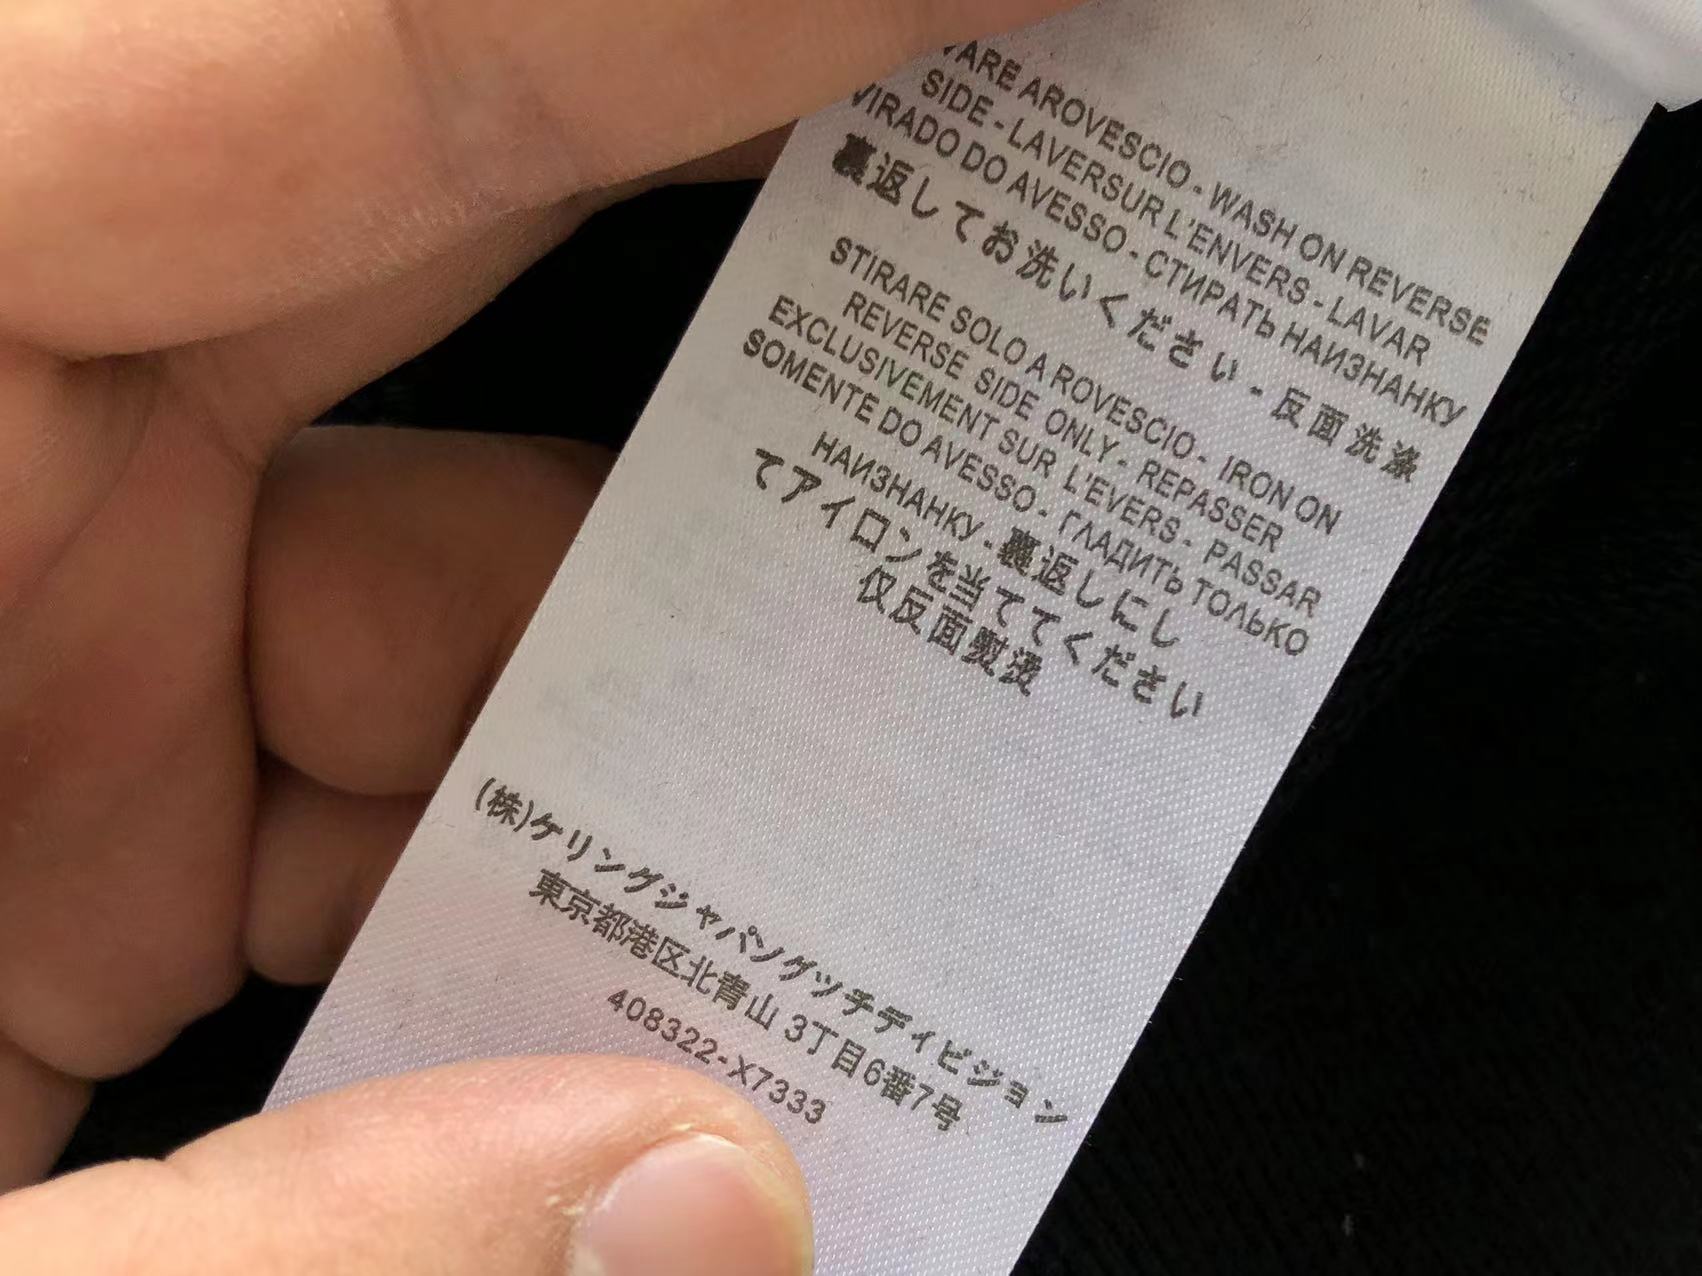 VARE AROVESCIO - WASH ON REVERSE
SIDE - LAVERSUR L'ENVERS - LAVAR
VIRADO DO AVESSO - СТИРАТЬ НАИЗНАНКУ
裏返してお洗いください - 反面洗涤
STIRARE SOLO A ROVESCIO - IRON ON
REVERSE SIDE ONLY - REPASSER
EXCLUSIVEMENT SUR L'EVERS - PASSAR
SOMENTE DO AVESSO - ГЛАДИТЬ ТОЛЬКО
НАИЗНАНКУ - 裏返しにし
てアイロンを当ててください
仅反面熨烫
(株)ケリングジャパングッチディビジョン
東京都港区北青山 3丁目6番7号
408322-X7333